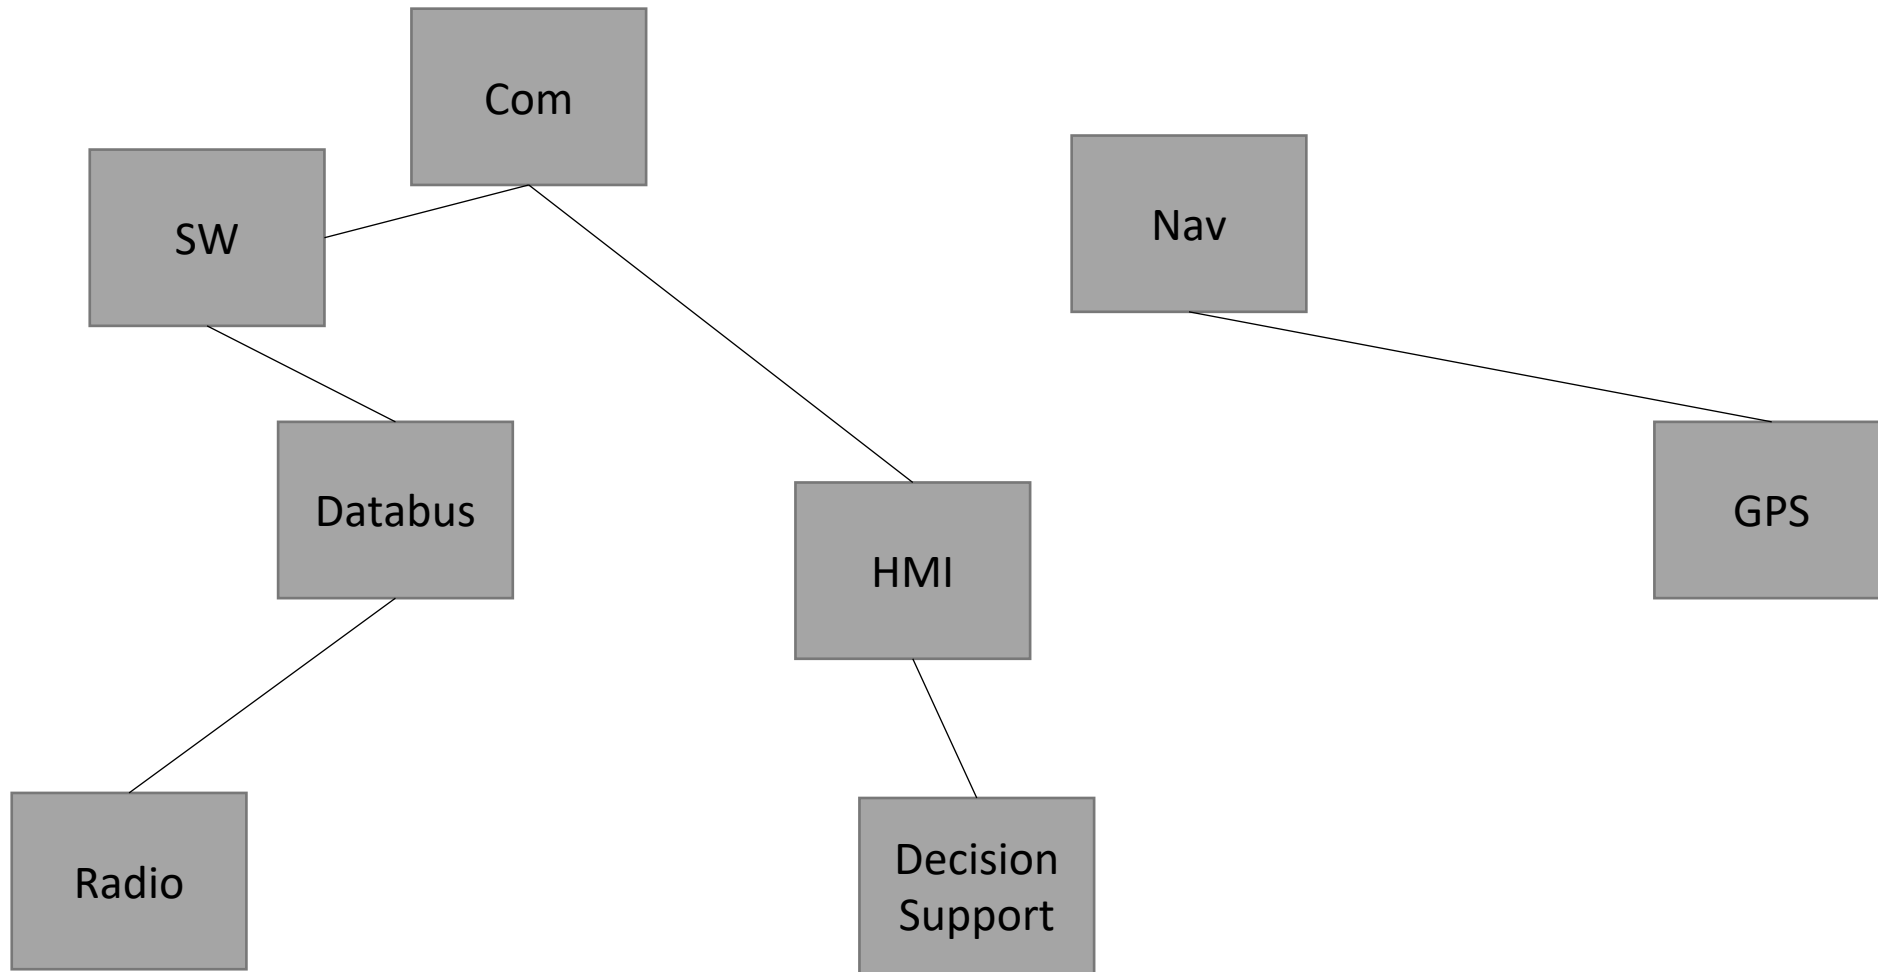 Com
SW
Nav
Databus
HMI
GPS
Radio
Decision
Support